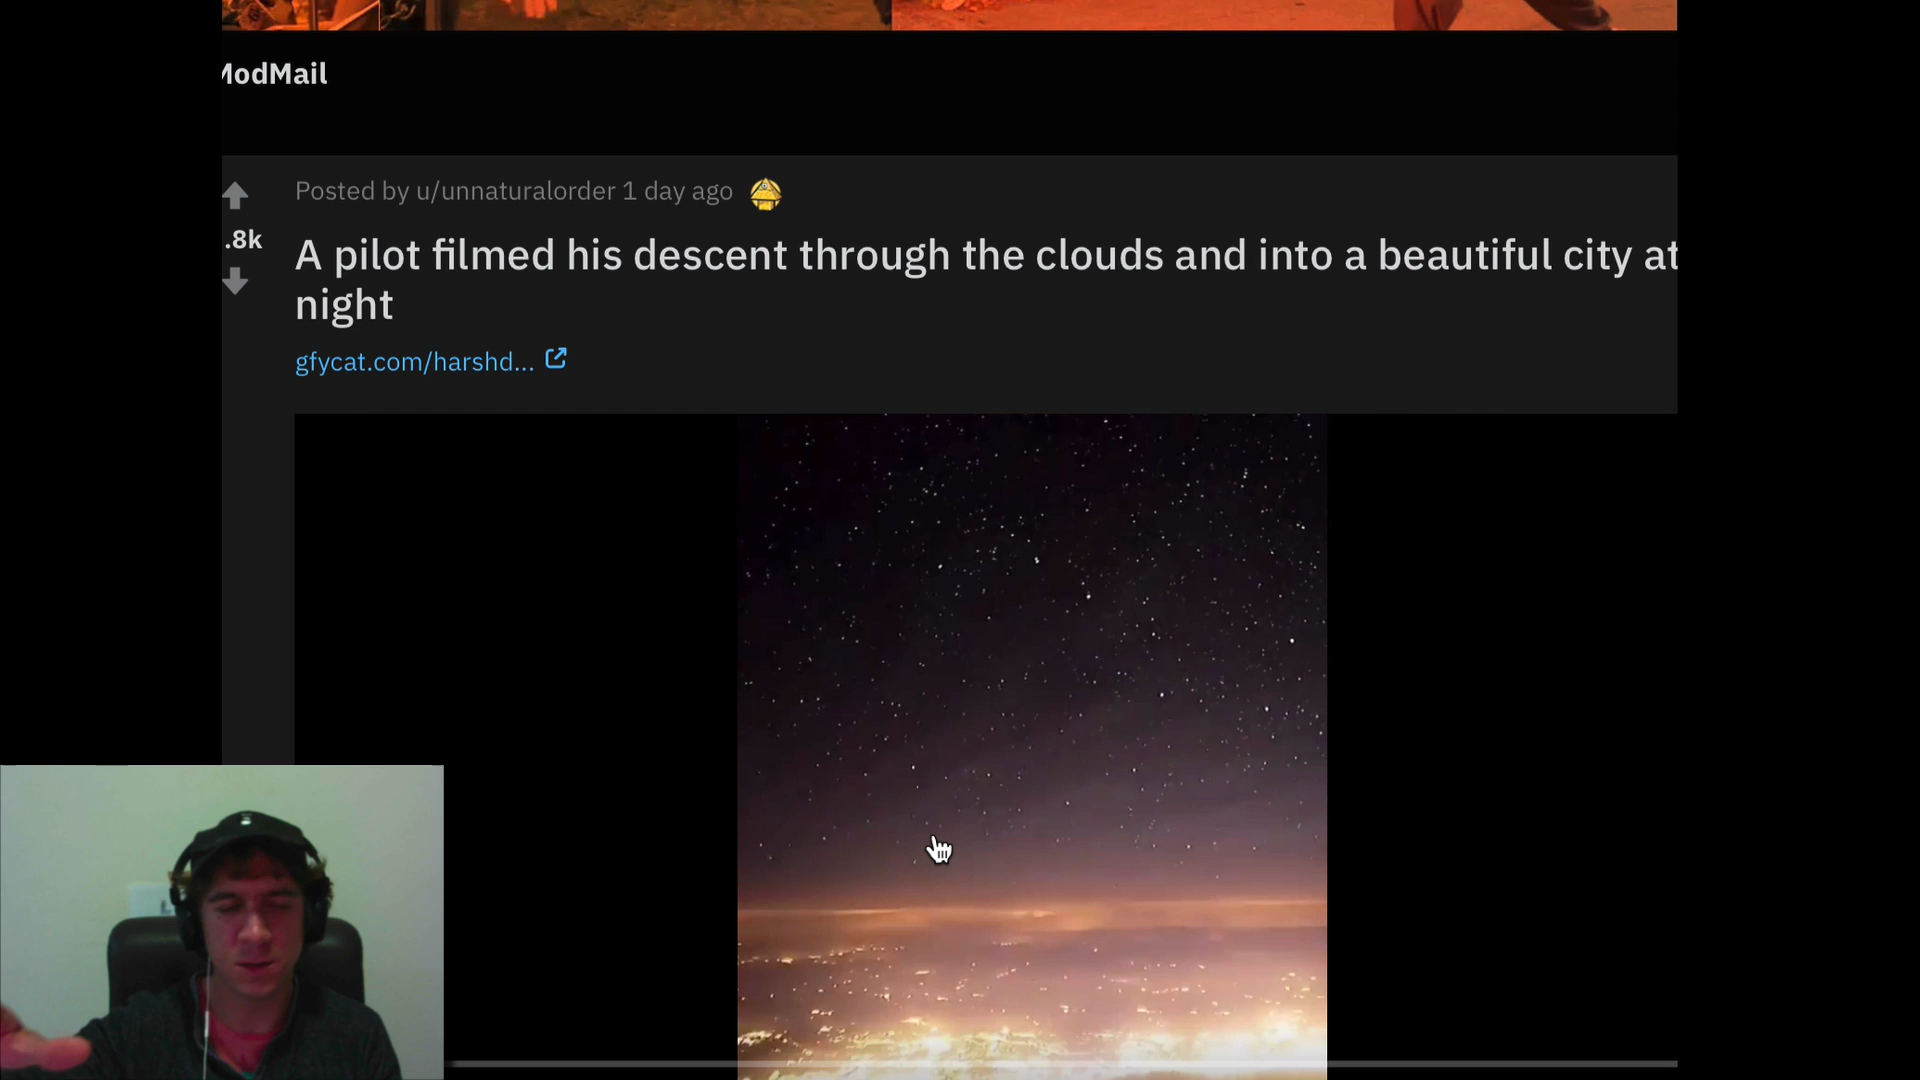 ModMail
Posted by u/unnaturalorder 1 day ago
.8k
A pilot filmed his descent through the clouds and into a beautiful city at
night
gfycat.com/harshd...